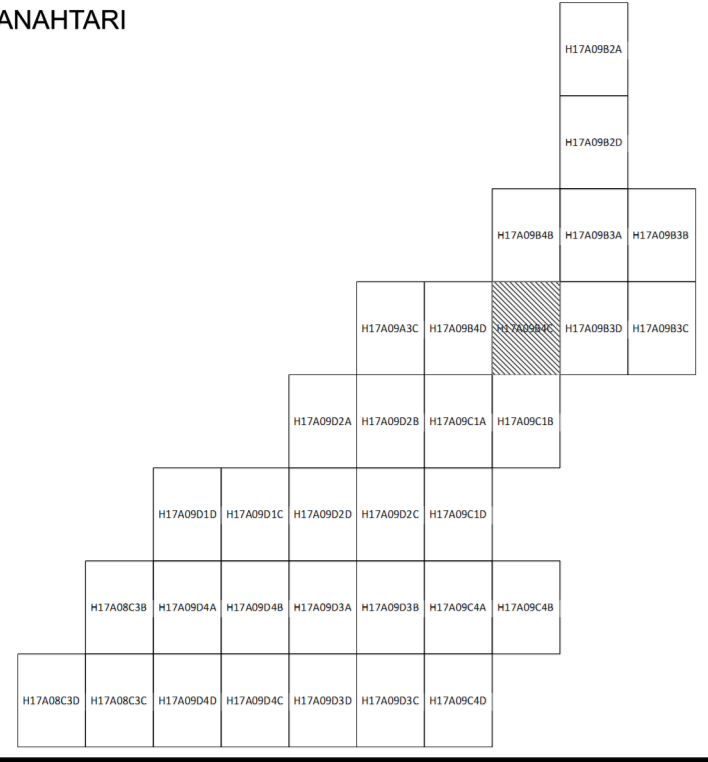 ANAHTARI
H17A09B2A
H17A09B2D
H17A09B4B H17A09B3A H17A09B3B
H17A09A3C H17A09B4D H17A09B4C H17A09B3D H17A09B3C
H17A09D2A H17A09D2B H17A09C1A H17A09C1B
H17A09D1D H17A09D1C H17A09D2D H17A09D2C H17A09C1D
H17A08C3B H17A09D4A H17A09D4B H17A09D3A H17A09D3B H17A09C4A H17A09C4B
H17A08C3D H17A08C3C H17A09D4D H17A09D4C H17A09D3D H17A09D3C H17A09C4D